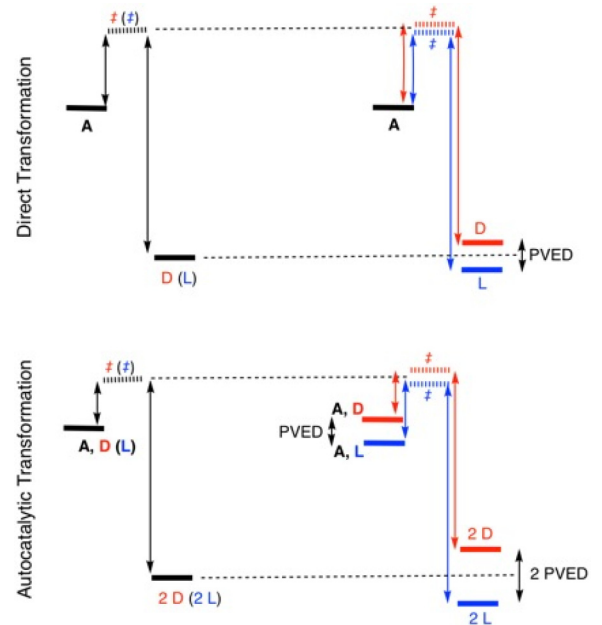 Direct Transformation
‡ (‡)
A
D (L)
‡
‡
A
D
PVED
L
Autocatalytic Transformation
‡ (‡)
A, D (L)
2 D (2 L)
‡
‡
A, D
PVED
A, L
2 D
2 PVED
2 L